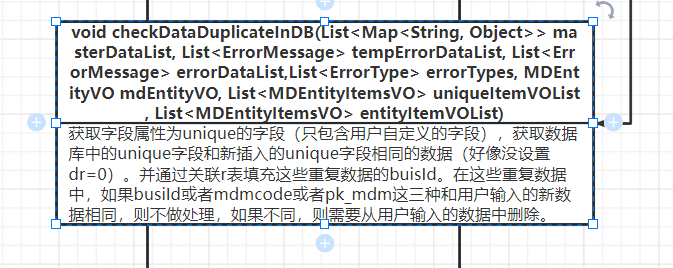 void checkDataDuplicateInDB(List<Map<String, Object>> ma
sterDataList, List<ErrorMessage> tempErrorDataList, List<Err
orMessage> errorDataList,List<ErrorType> errorTypes, MDEnt
ityVO mdEntityVO, List<MDEntityItemsVO> uniqueItemVOList
, List<MDEntityItemsVO> entityItemVOList)
获取字段属性为unique的字段（只包含用户自定义的字段），获取数据
库中的unique字段和新插入的unique字段相同的数据（好像没设置
dr=0）。并通过关联r表填充这些重复数据的buisId。在这些重复数据
中，如果busiId或者mdmcode或者pk_mdm这三种和用户输入的新数
据相同，则不做处理，如果不同，则需要从用户输入的数据中删除。